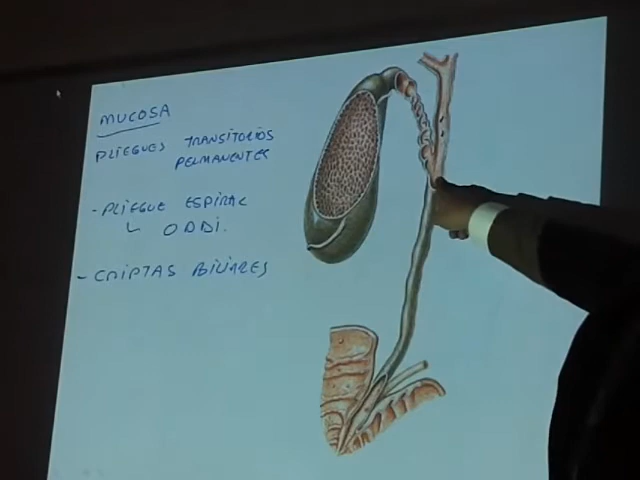 MUCOSA
PLIEGUES TRANSITORIOS
PERMANENTES
- PLIEGUE ESPIRAL
ODDI.
- CRIPTAS BILIARES